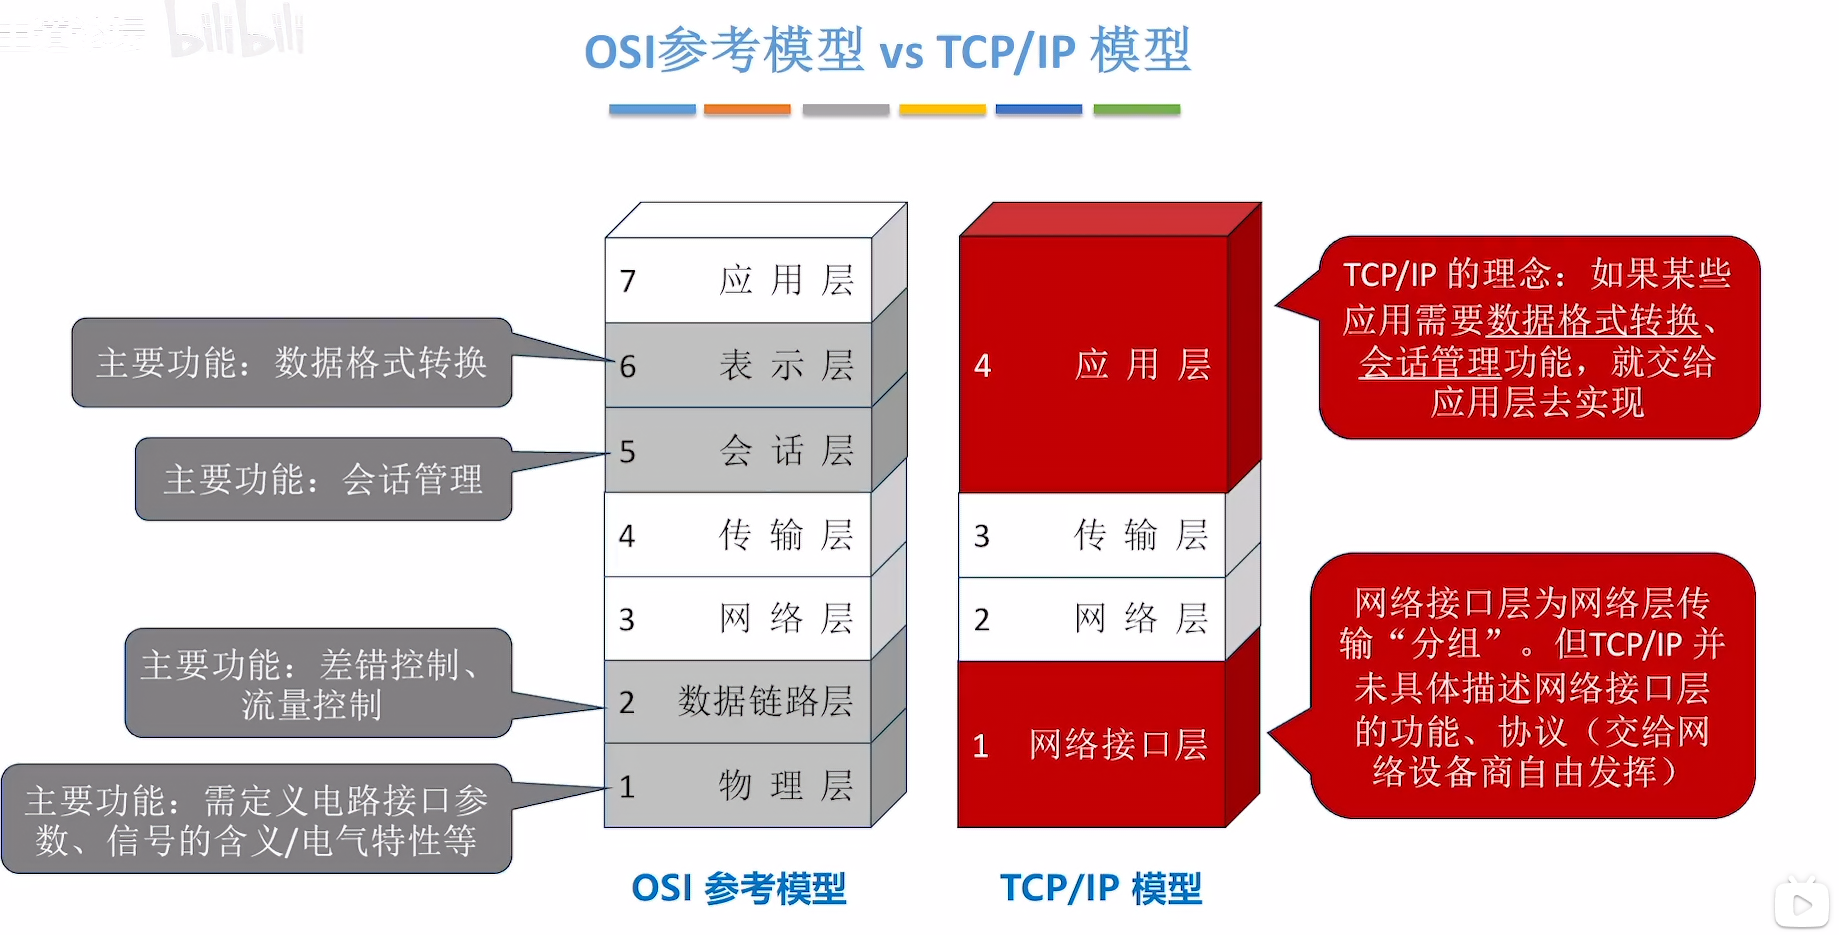 bilibili
OSI参考模型 vs TCP/IP 模型
7 应用层
6 表示层
5 会话层
4 传输层
3 网络层
2 数据链路层
1 物理层
OSI 参考模型
主要功能：数据格式转换
主要功能：会话管理
主要功能：差错控制、
流量控制
主要功能：需定义电路接口参
数、信号的含义/电气特性等
4 应用层
3 传输层
2 网络层
1 网络接口层
TCP/IP 模型
TCP/IP 的理念：如果某些
应用需要数据格式转换、
会话管理功能，就交给
应用层去实现
网络接口层为网络层传
输“分组”。但TCP/IP 并
未具体描述网络接口层
的功能、协议（交给网
络设备商自由发挥）